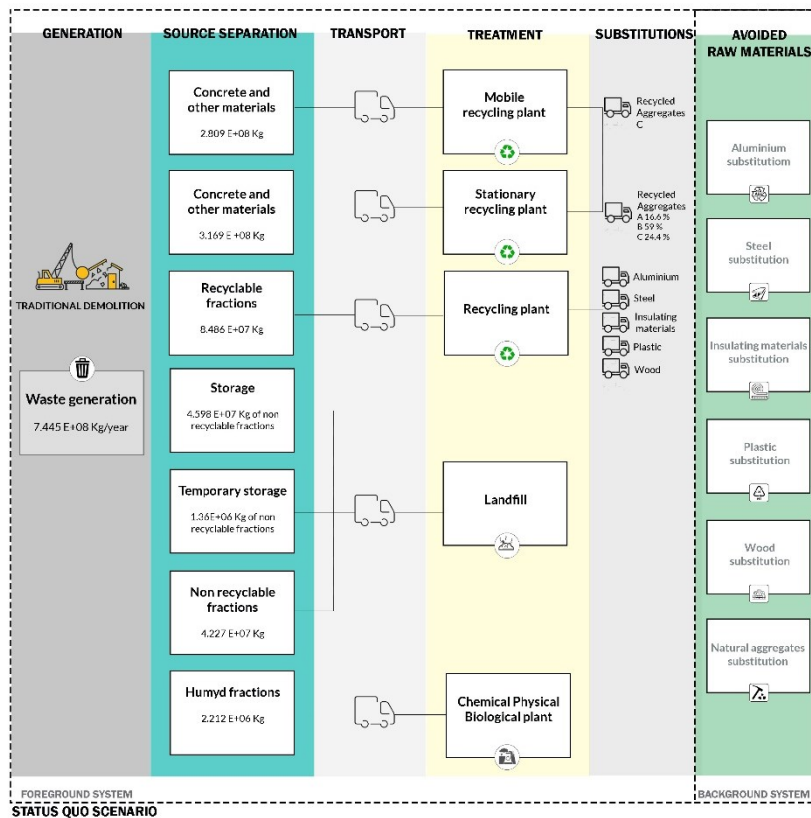 GENERATION
SOURCE SEPARATION
TRANSPORT
TREATMENT
SUBSTITUTIONS
AVOIDED
RAW MATERIALS
TRADITIONAL DEMOLITION
Waste generation
7.445 E+08 Kg/year
Concrete and
other materials
2.809 E+08 Kg
Concrete and
other materials
3.169 E +08 Kg
Recyclable
fractions
8.486 E+07 Kg
Storage
4.598 E+07 Kg of non
recyclable fractions
Temporary storage
1.36E+06 Kg of non
recyclable fractions
Non recyclable
fractions
4.227 E+07 Kg
Humyd fractions
2.212 E+06 Kg
Mobile
recycling plant
Stationary
recycling plant
Recycling plant
Landfill
Chemical Physical
Biological plant
Recycled
Aggregates
C
Recycled
Aggregates
A 16.6 %
B 59 %
C 24.4 %
Aluminium
Steel
Insulating
materials
Plastic
Wood
Aluminium
substitutiom
Steel
substitution
Insulating materials
substitution
Plastic
substitution
Wood
substitution
Natural aggregates
substitution
FOREGROUND SYSTEM
BACKGROUND SYSTEM
STATUS QUO SCENARIO